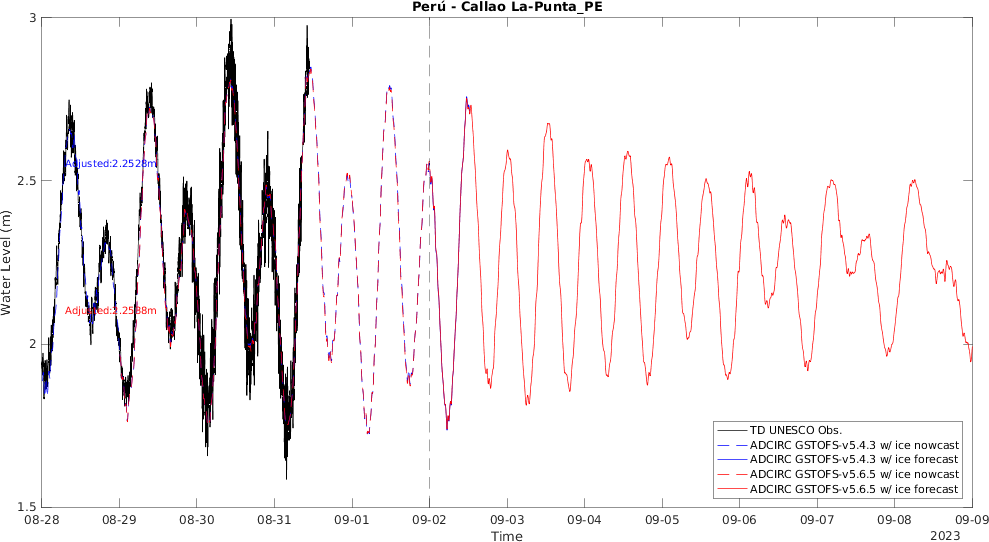 Perú - Callao La-Punta_PE
3
2.5
2
1.5
Water Level (m)
Adjusted:2.2528m
Adjusted:2.2588m
TD UNESCO Obs.
ADCIRC GSTOFS-v5.4.3 w/ ice nowcast
ADCIRC GSTOFS-v5.4.3 w/ ice forecast
ADCIRC GSTOFS-v5.6.5 w/ ice nowcast
ADCIRC GSTOFS-v5.6.5 w/ ice forecast
08-28 08-29 08-30 08-31 09-01 09-02 09-03 09-04 09-05 09-06 09-07 09-08 09-09
Time
2023